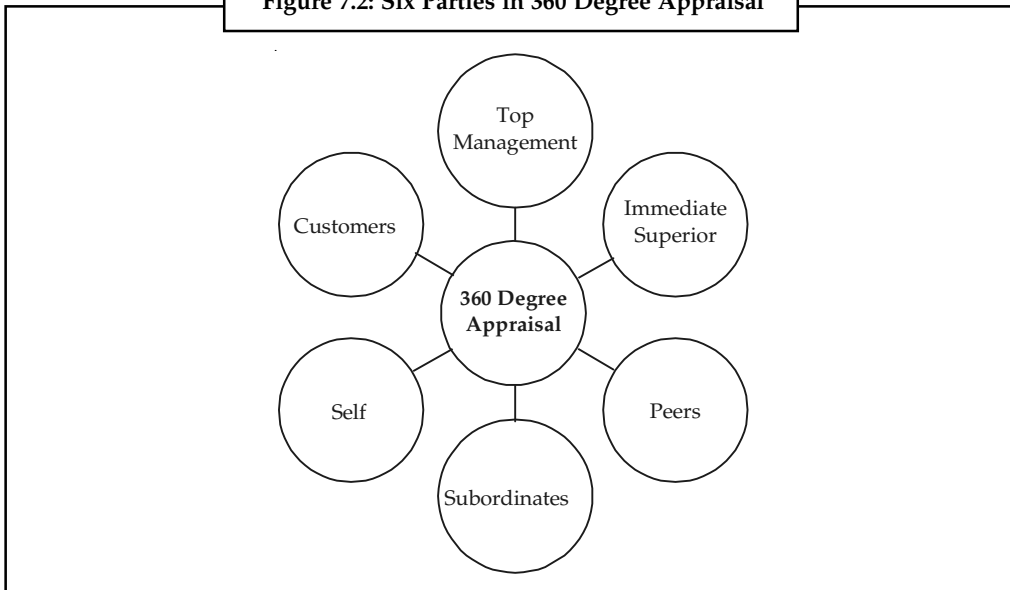 Figure 7.2: Six Parties in 360 Degree Appraisal
Top
Management
Customers
Immediate
Superior
360 Degree
Appraisal
Self
Peers
Subordinates